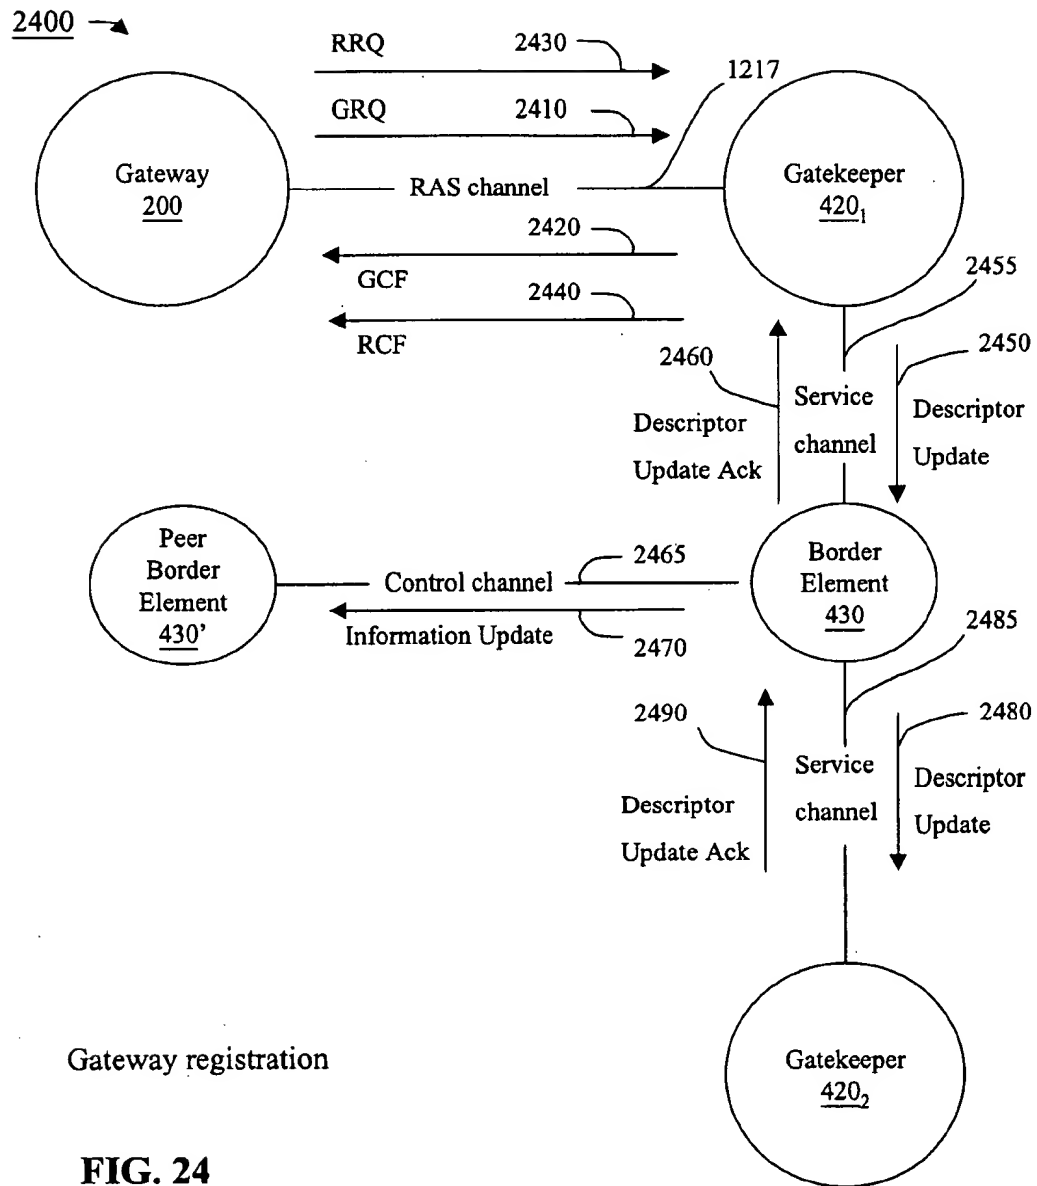 2400
RRQ
2430
1217
GRQ
2410
Gateway
200
RAS channel
Gatekeeper
420₁
2420
GCF
2440
RCF
2455
2460
2450
Descriptor
Update Ack
Service
channel
Descriptor
Update
Peer
Border
Element
430’
Control channel
2465
Information Update
2470
Border
Element
430
2485
2490
2480
Descriptor
Update Ack
Service
channel
Descriptor
Update
Gateway registration
Gatekeeper
420₂
FIG. 24